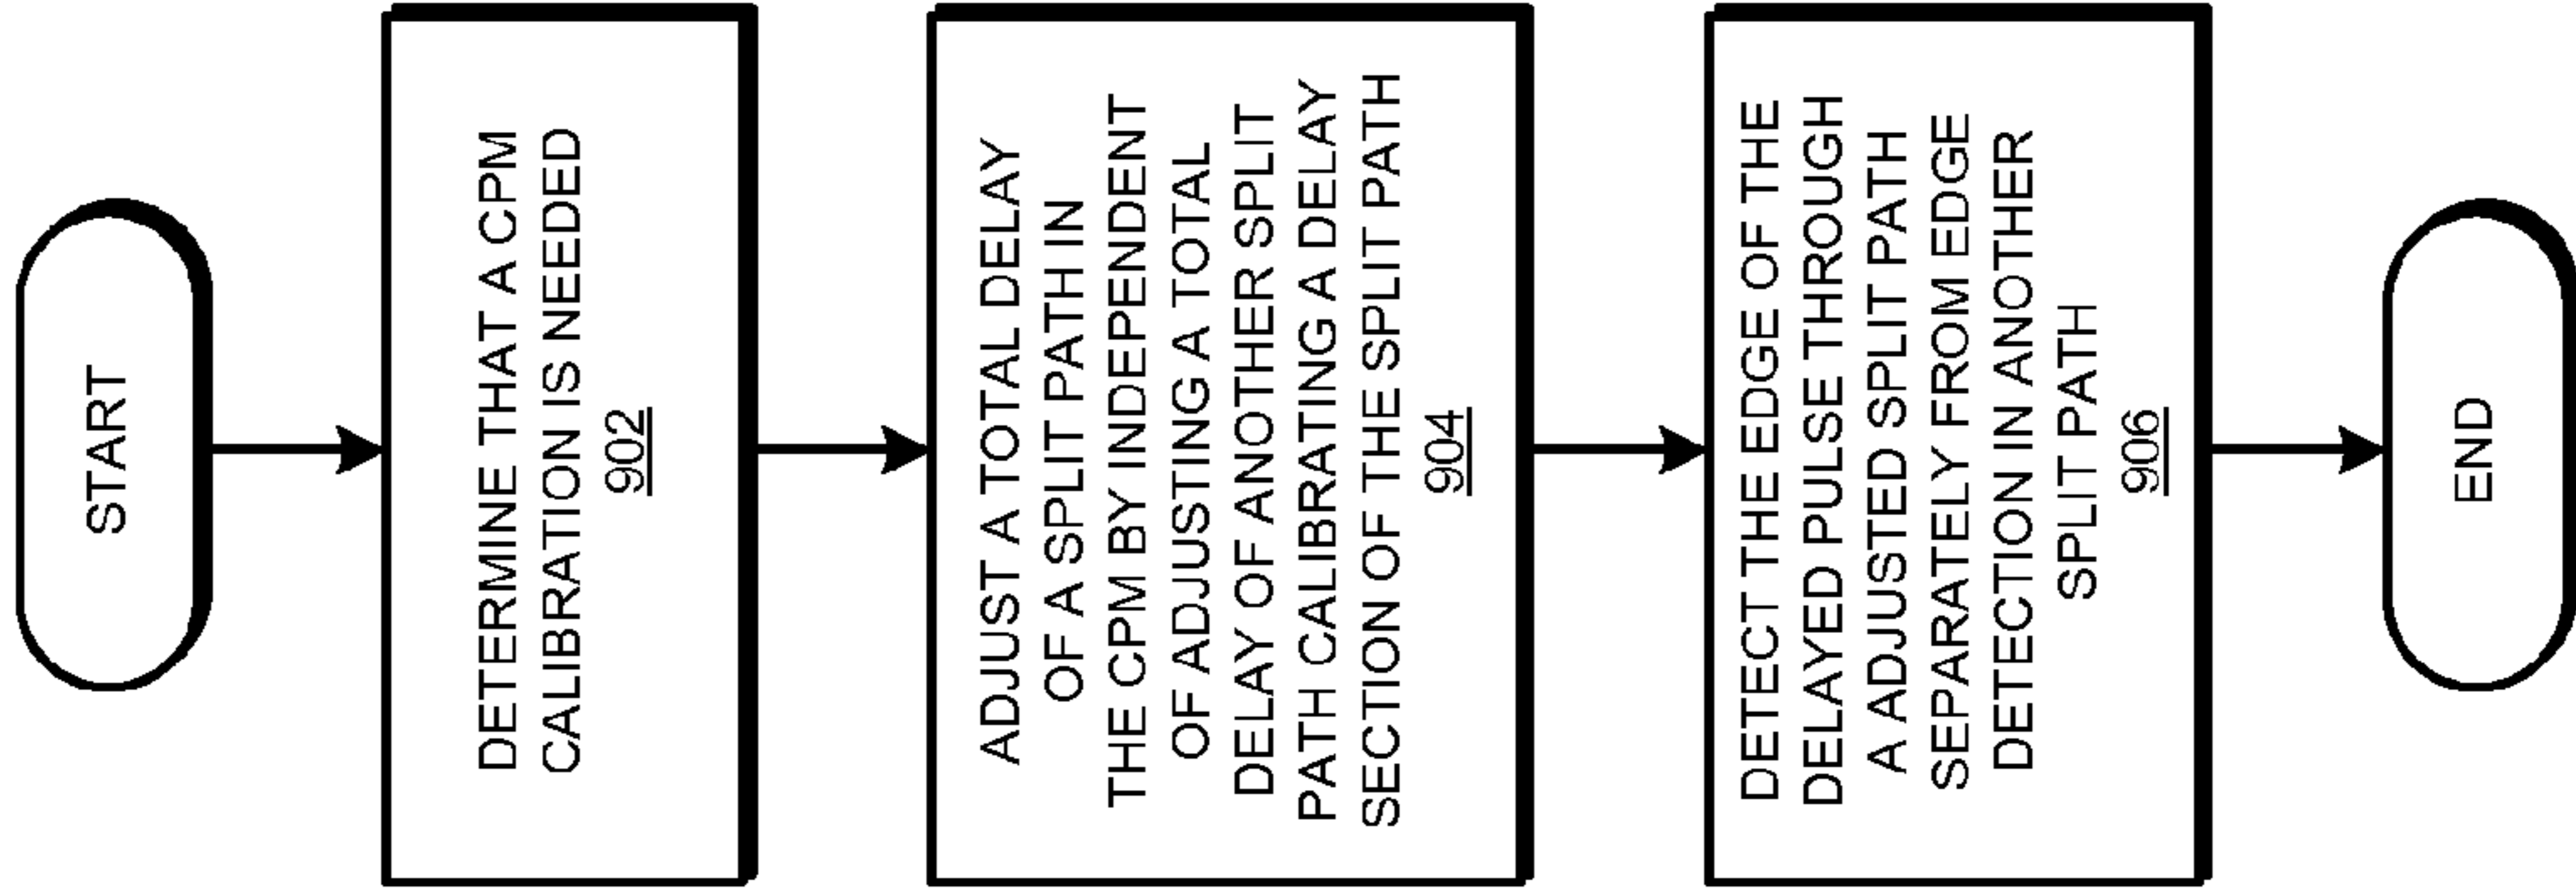 START
DETERMINE THAT A CPM
CALIBRATION IS NEEDED
902
ADJUST A TOTAL DELAY
OF A SPLIT PATH IN
THE CPM BY INDEPENDENT
OF ADJUSTING A TOTAL
DELAY OF ANOTHER SPLIT
PATH CALIBRATING A DELAY
SECTION OF THE SPLIT PATH
904
DETECT THE EDGE OF THE
DELAYED PULSE THROUGH
A ADJUSTED SPLIT PATH
SEPARATELY FROM EDGE
DETECTION IN ANOTHER
SPLIT PATH
906
END